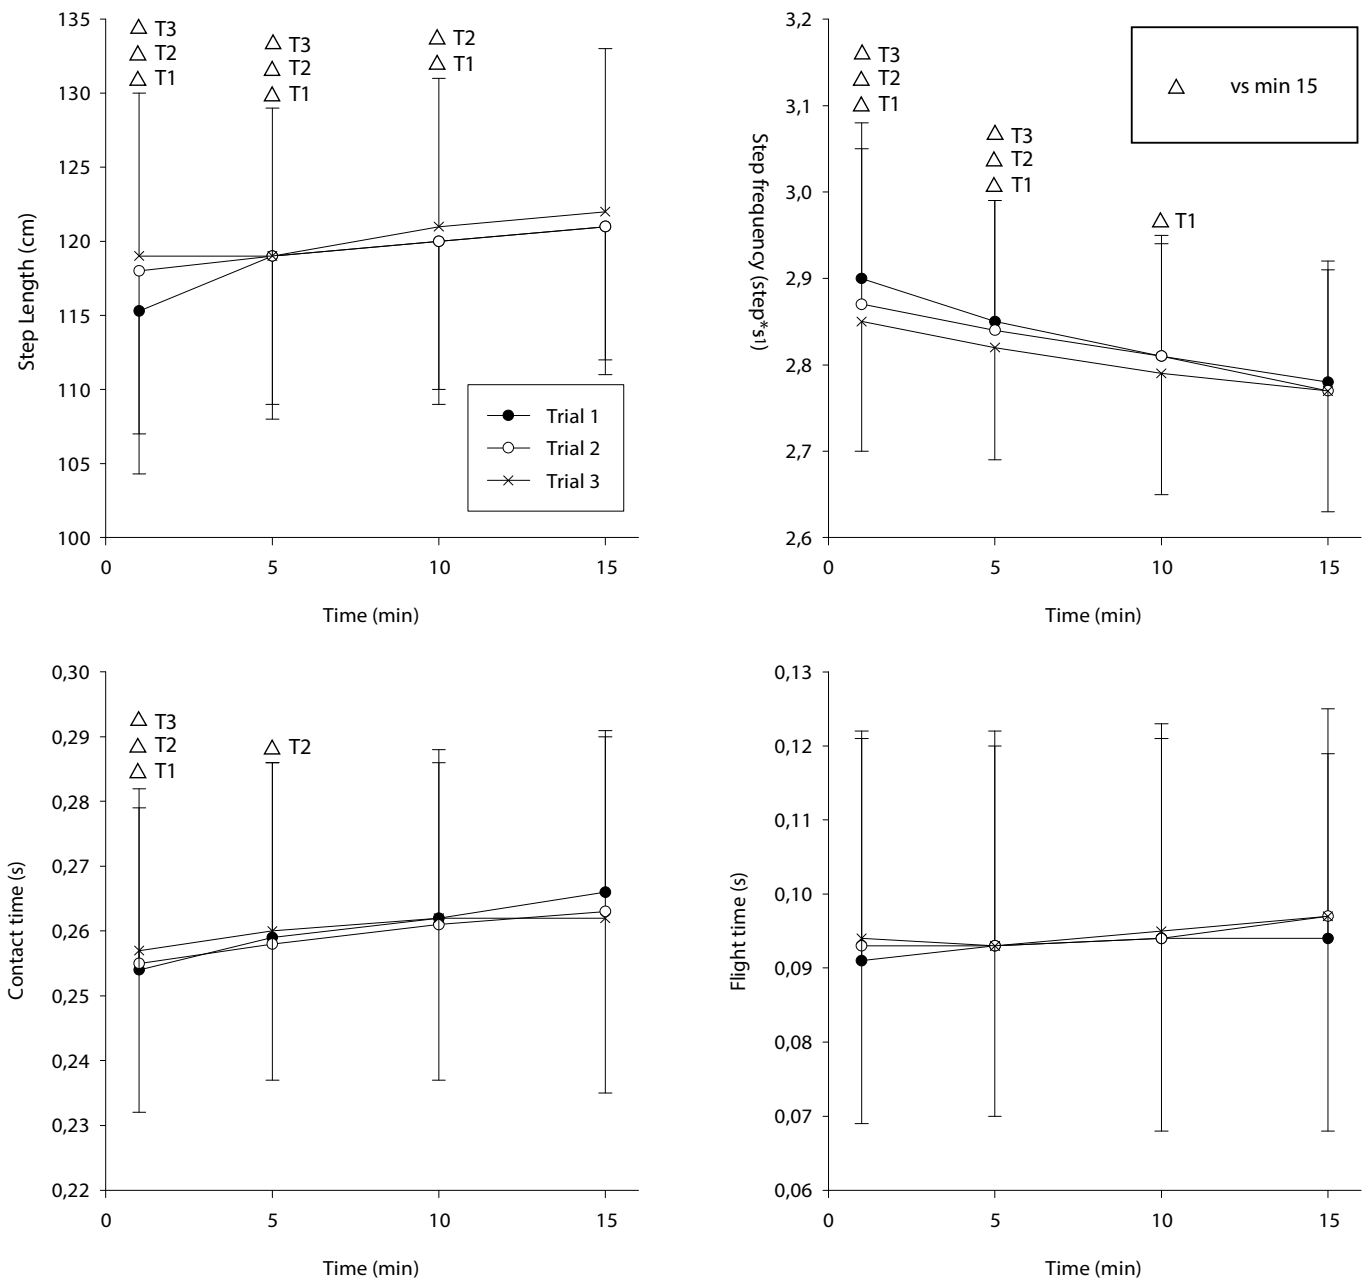 135
130
125
120
115
110
105
100
Step Length (cm)
△ T3
△ T2
△ T1
△ T3
△ T2
△ T1
△ T2
△ T1
Trial 1
Trial 2
Trial 3
0 5 10 15
Time (min)
3,2
3,1
3,0
2,9
2,8
2,7
2,6
Step frequency (step*s1)
△ T3
△ T2
△ T1
△ T3
△ T2
△ T1
△ T1
△ vs min 15
0 5 10 15
Time (min)
0,30
0,29
0,28
0,27
0,26
0,25
0,24
0,23
0,22
Contact time (s)
△ T3
△ T2
△ T1
△ T2
0 5 10 15
Time (min)
0,13
0,12
0,11
0,10
0,09
0,08
0,07
0,06
Flight time (s)
0 5 10 15
Time (min)